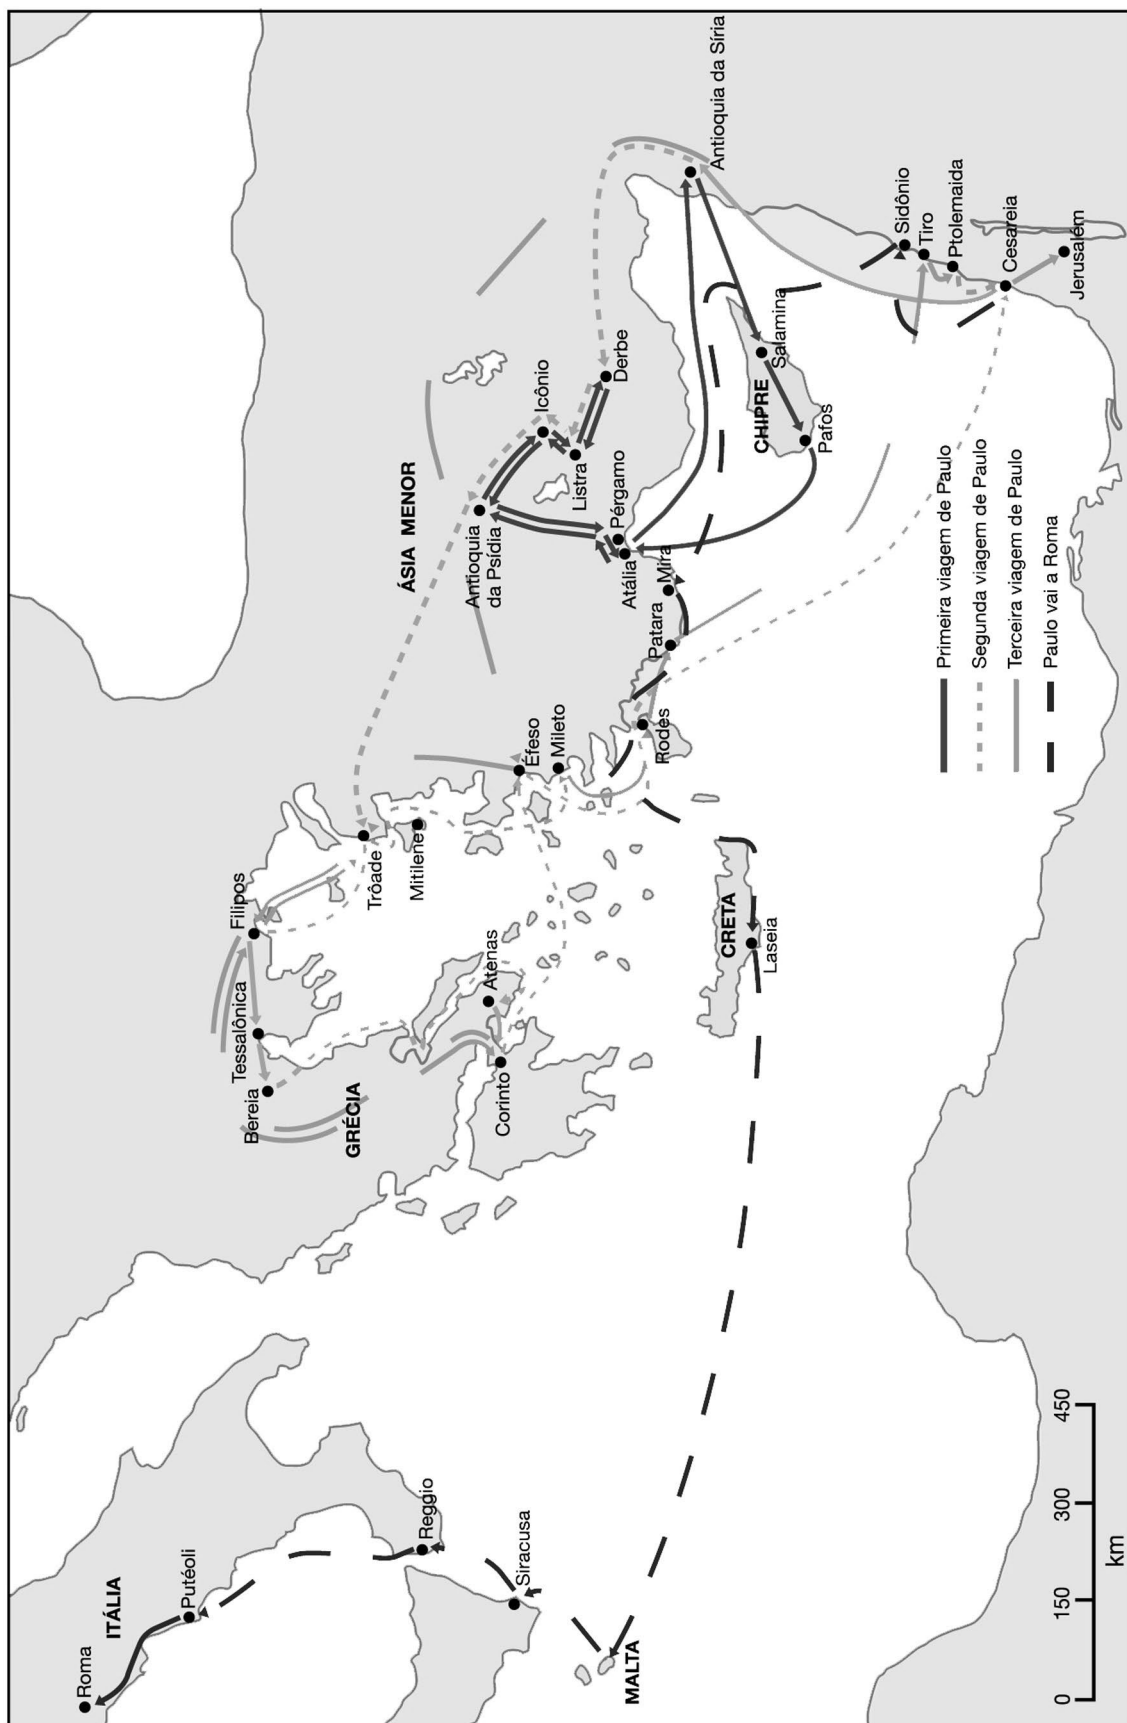 Roma
ITÁLIA
Putéoli
Reggio
Siracusa
MALTA
Filipos
Tessalônica
Bereia
GRÉCIA
Corinto
Atenas
Trôade
Mitilene
Éfeso
Mileto
Rodes
Patara
Mira
CRETA
Laseia
ÁSIA MENOR
Antioquia
da Psídia
Icônio
Listra
Derbe
Pérgamo
Atália
Antioquia da Síria
CHIPRE
Salamina
Pafos
Sidônio
Tiro
Ptolemaida
Cesareia
Jerusalém
Primeira viagem de Paulo
Segunda viagem de Paulo
Terceira viagem de Paulo
Paulo vai a Roma
0 150 300 450
km